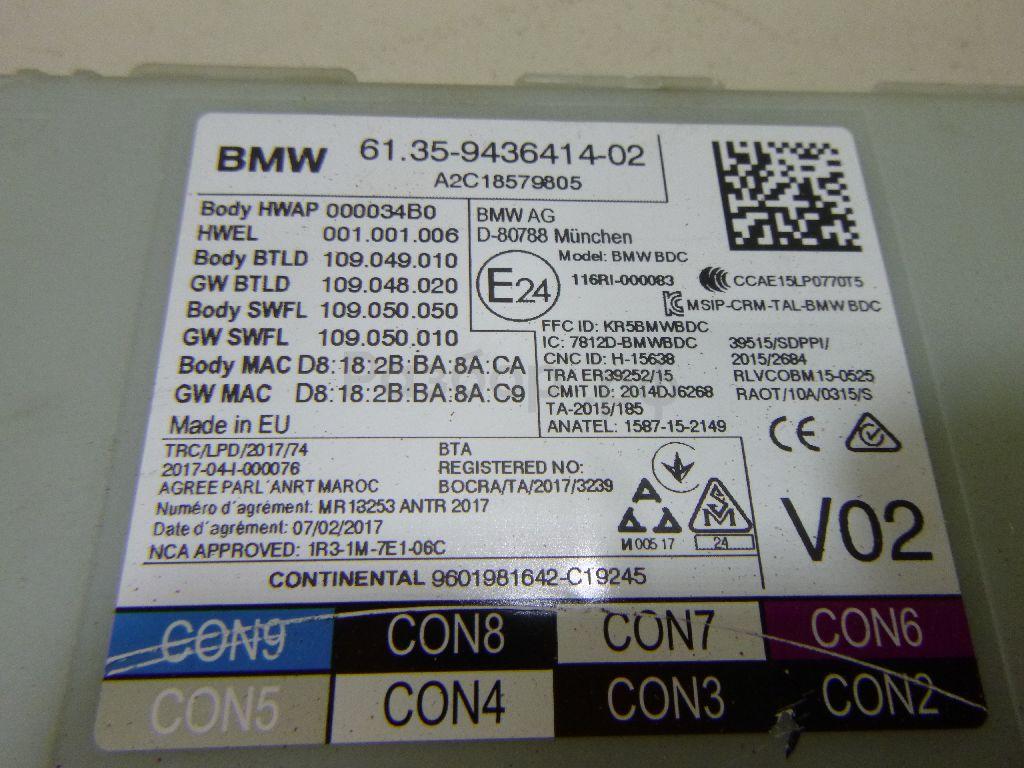 BMW 61.35-9436414-02
A2C18579805
Body HWAP 000034B0
HWEL 001.001.006
Body BTLD 109.049.010
GW BTLD 109.048.020
Body SWFL 109.050.050
GW SWFL 109.050.010
Body MAC D8:18:2B:BA:8A:CA
GW MAC D8:18:2B:BA:8A:C9
Made in EU
BMW AG
D-80788 München
Model: BMW BDC
E24
116RI-000083
CCAE15LP0770T5
MSIP-CRM-TAL-BMW BDC
FFC ID: KR5BMWBDC
IC: 7812D-BMWBDC
CNC ID: H-15638
TRA ER39252/15
CMIT ID: 2014DJ6268
TA-2015/185
ANATEL: 1587-15-2149
39515/SDPPI/
2015/2684
RLVCOBM15-0525
RAOT/10A/0315/S
CE
TRC/LPD/2017/74
2017-04-I-000076
AGREE PARL´ANRT MAROC
Numéro d´agrément: MR 13253 ANTR 2017
Date d´agrément: 07/02/2017
NCA APPROVED: 1R3-1M-7E1-06C
BTA
REGISTERED NO:
BOCRA/TA/2017/3239
M 005 17
24
V02
CONTINENTAL 9601981642-C19245
CON9 CON8 CON7 CON6
CON5 CON4 CON3 CON2